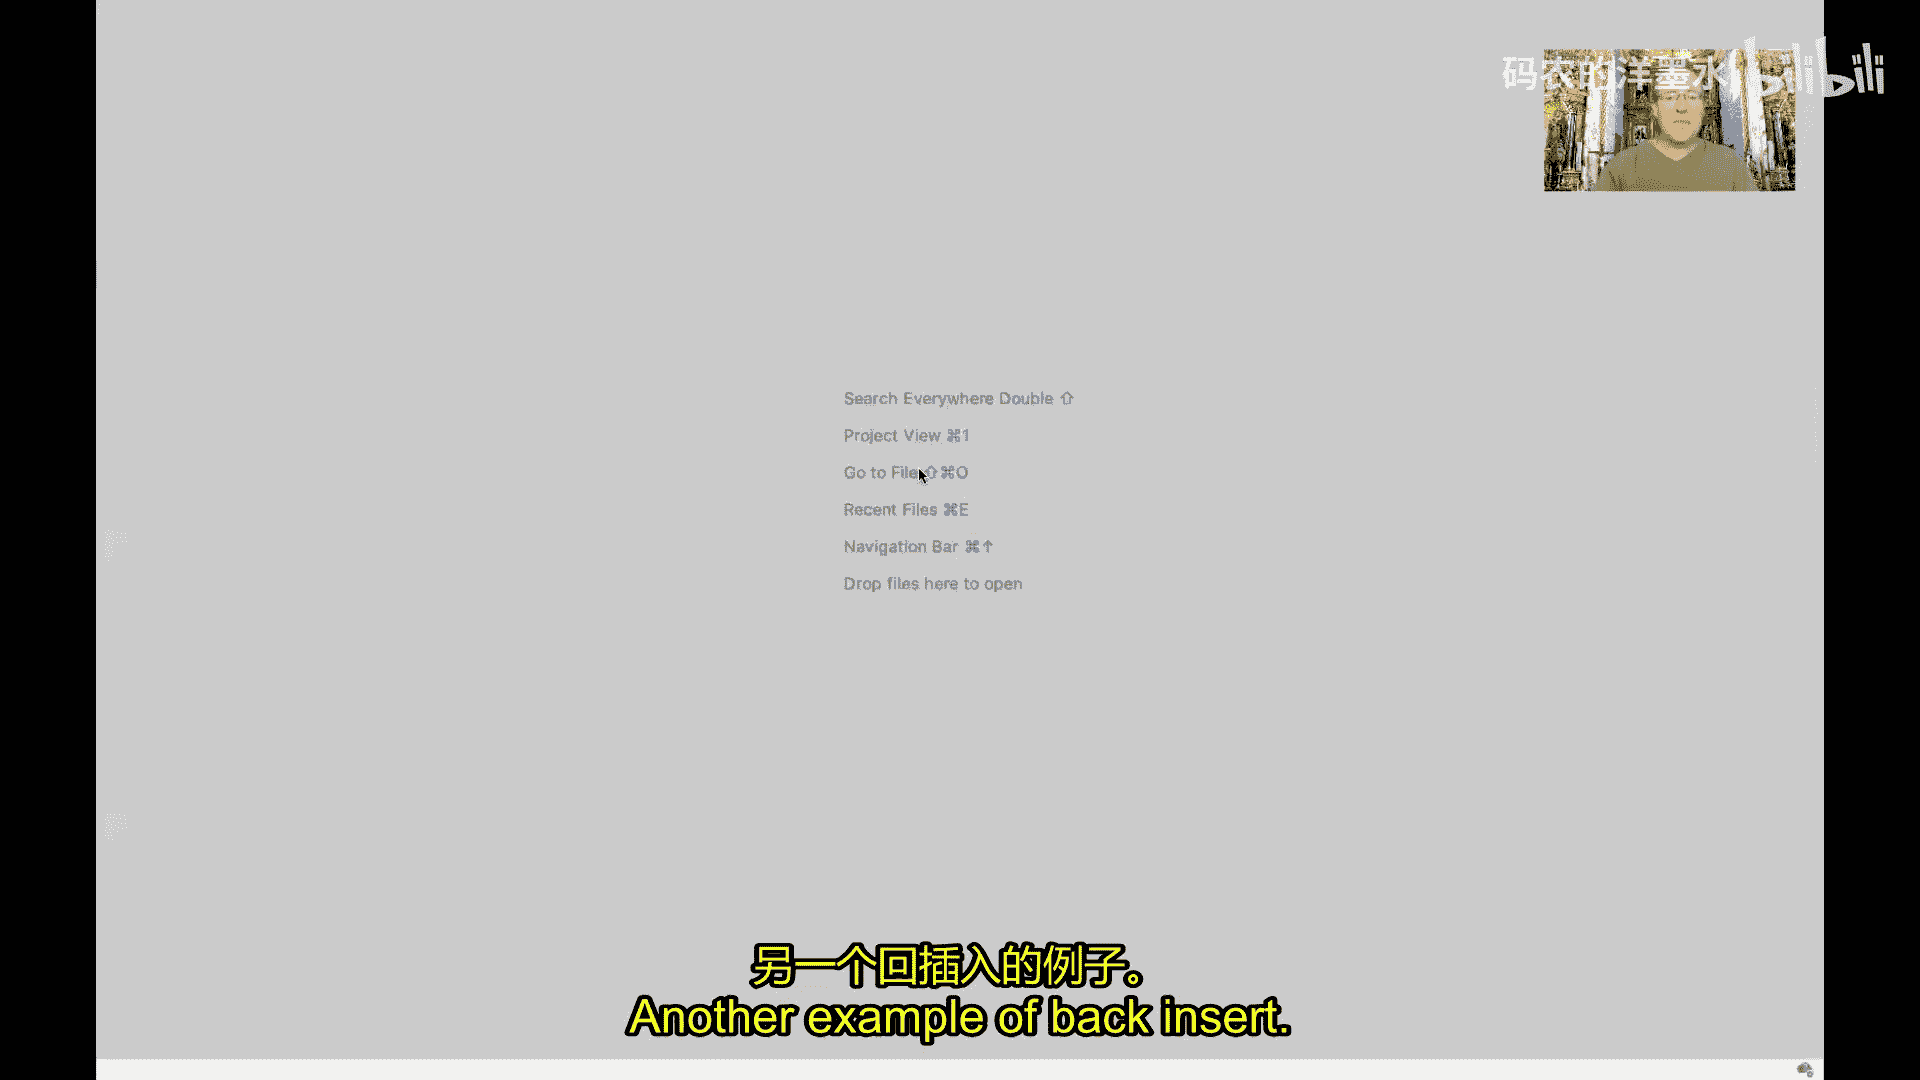 码农的洋墨水 bilibili
Search Everywhere Double ⇧
Project View ⌘1
Go to File ⇧⌘O
Recent Files ⌘E
Navigation Bar ⌘↑
Drop files here to open
另一个回插入的例子。
Another example of back insert.